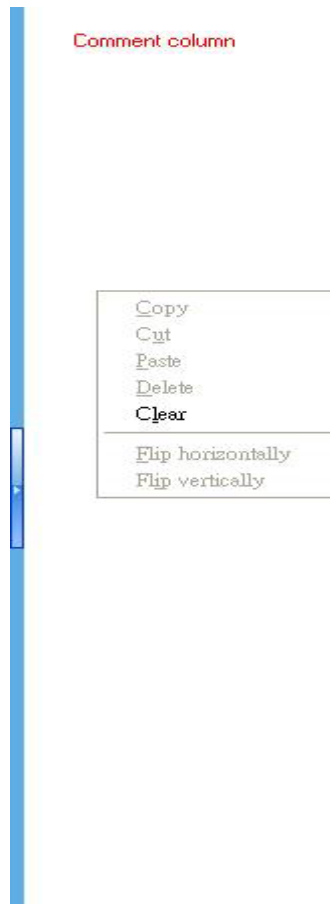 Comment column
Copy
Cut
Paste
Delete
Clear
Flip horizontally
Flip vertically